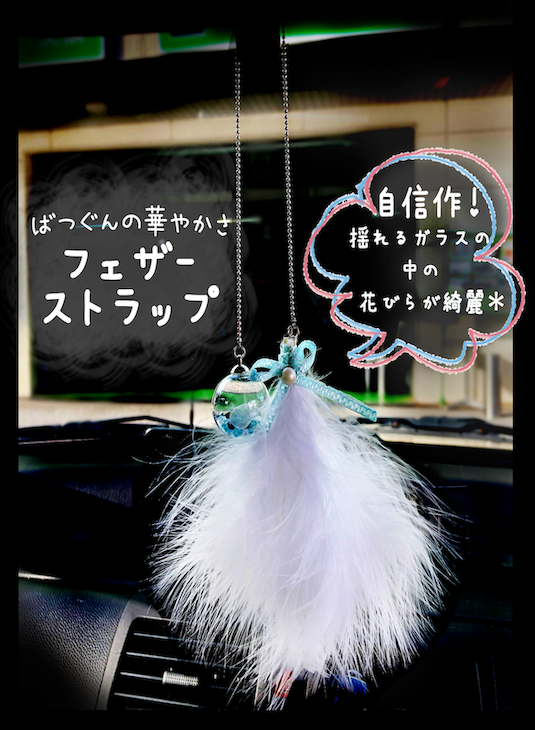 ばつぐんの華やかさ
フェザー
ストラップ
自信作!
揺れるガラスの
中の
花びらが綺麗＊